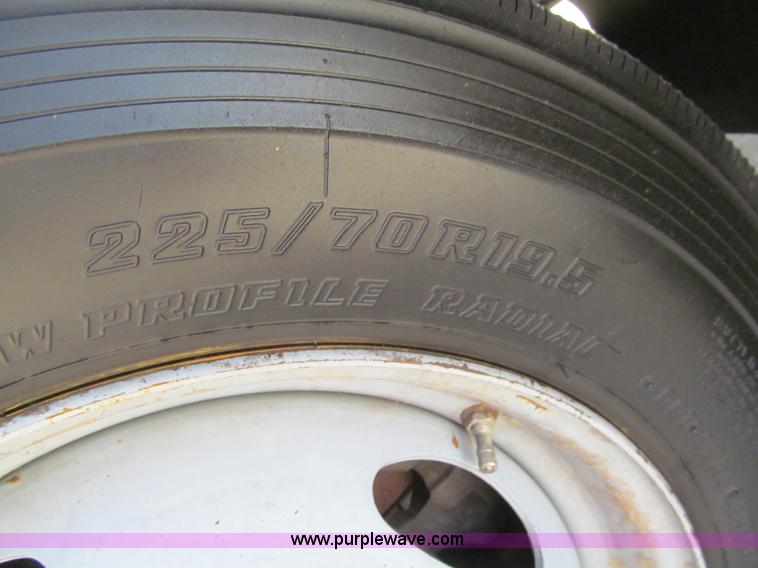 225/70R19.5
W PROFILE RADIAL
www.purplewave.com